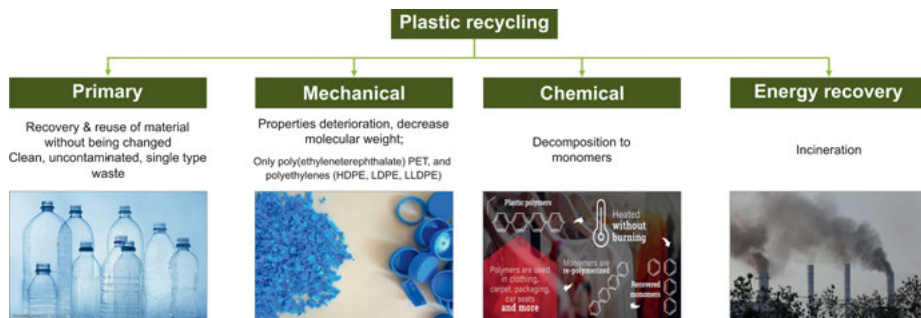 Plastic recycling
Primary
Mechanical
Chemical
Energy recovery
Recovery & reuse of material
without being changed
Clean, uncontaminated, single type
waste
Properties deterioration, decrease
molecular weight;
Only poly(ethyleneterephthalate) PET, and
polyethylenes (HDPE, LDPE, LLDPE)
Decomposition to
monomers
Incineration
Plastic polymers
Heated
without
burning
Polymers are used
in clothing,
carpet, packaging,
car seats
and more
Monomers are
re-polymerized
Recovered
monomers